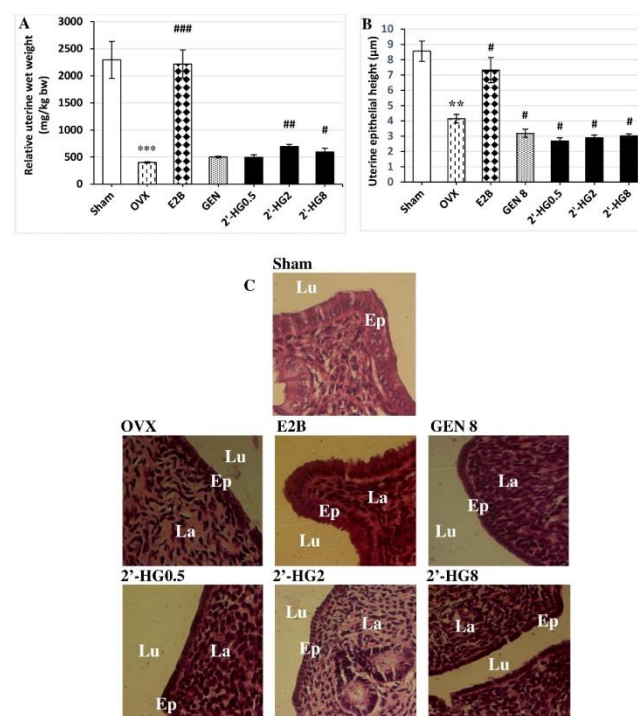 A
Relative uterine wet weight
(mg/kg bw)
3000
2500
2000
1500
1000
500
0
***
###
##
#
Sham
OVX
E2B
GEN
2'-HG0.5
2'-HG2
2'-HG8
B
Uterine epithelial height (µm)
10
9
8
7
6
5
4
3
2
1
0
**
#
#
#
#
#
Sham
OVX
E2B
GEN 8
2'-HG0.5
2'-HG2
2'-HG8
C
Sham
Lu
Ep
OVX
Lu
Ep
La
E2B
La
Ep
Lu
GEN 8
La
Ep
Lu
2’-HG0.5
Lu
La
Ep
2’-HG2
Lu
La
Ep
2’-HG8
La
Ep
Lu